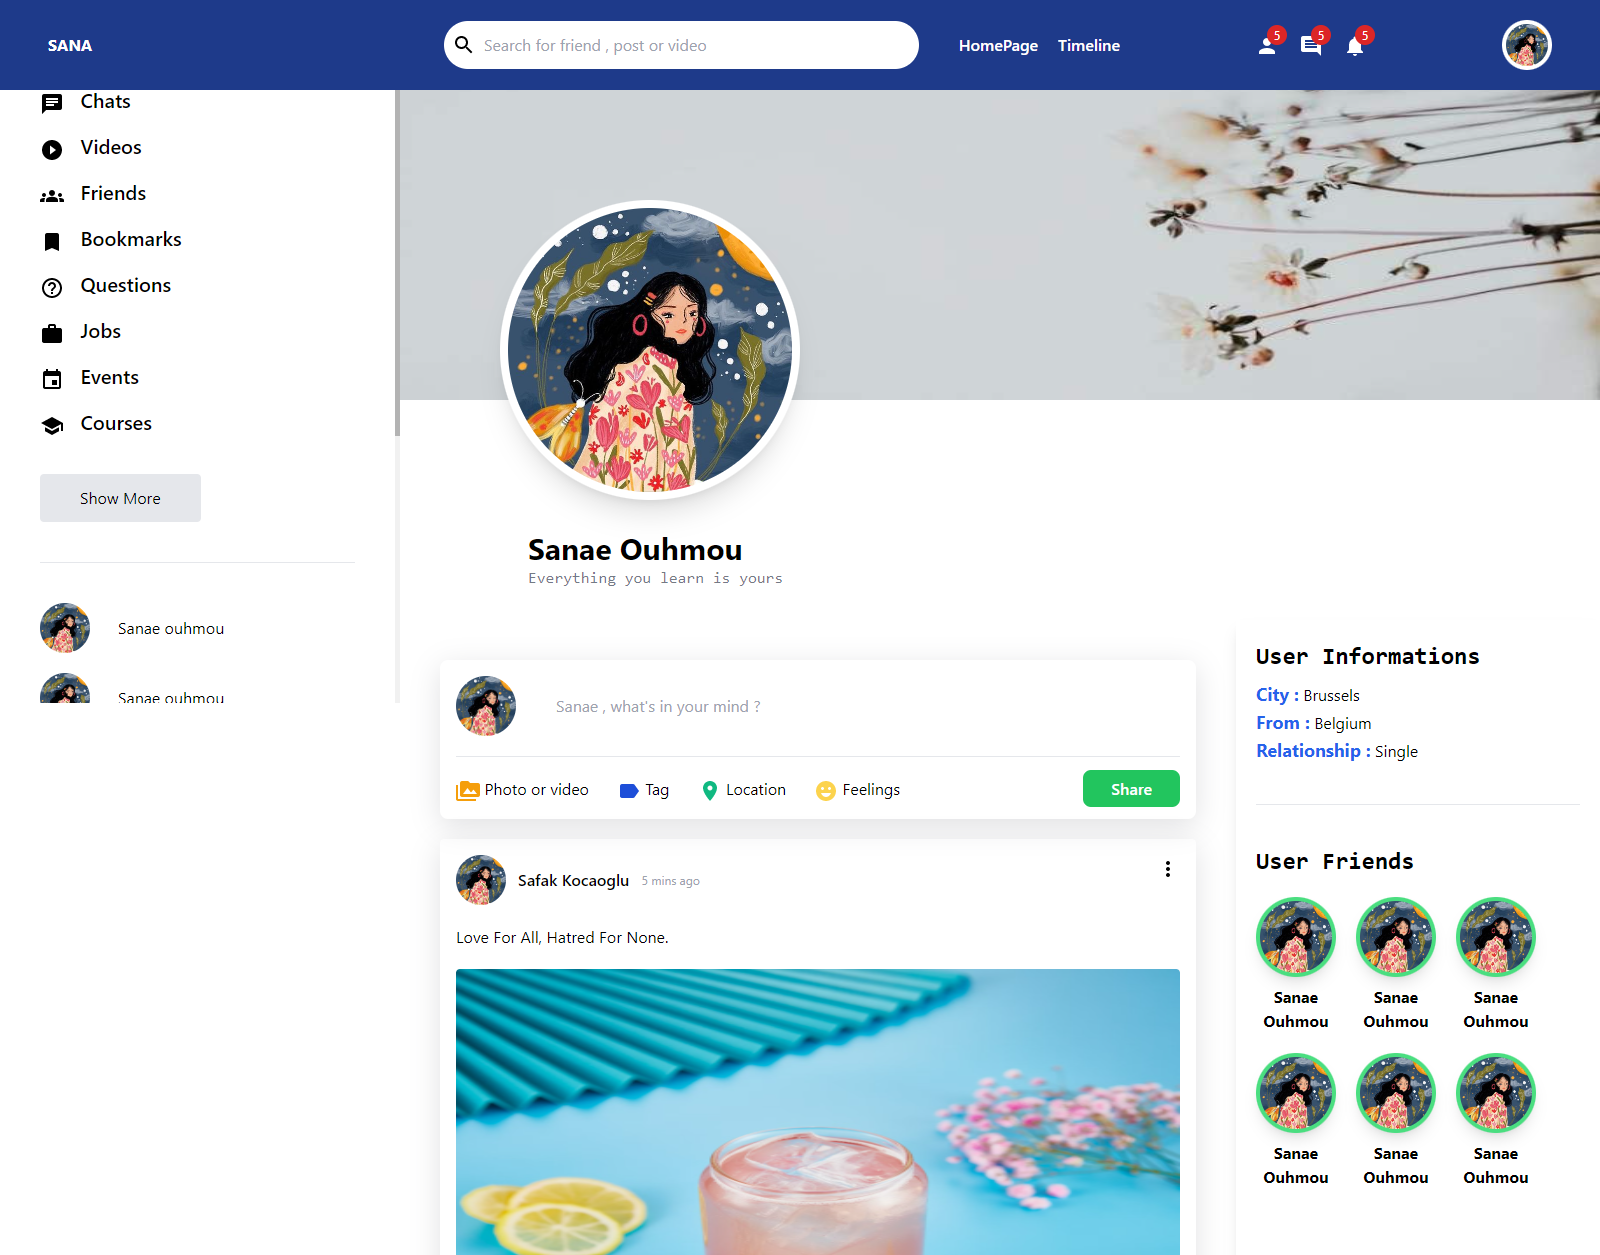 SANA
Search for friend , post or video
HomePage
Timeline
5
5
5
Chats
Videos
Friends
Bookmarks
Questions
Jobs
Events
Courses
Show More
Sanae ouhmou
Sanae ouhmou
Sanae Ouhmou
Everything you learn is yours
Sanae , what's in your mind ?
Photo or video
Tag
Location
Feelings
Share
Safak Kocaoglu 5 mins ago
Love For All, Hatred For None.
User Informations
City : Brussels
From : Belgium
Relationship : Single
User Friends
Sanae
Ouhmou
Sanae
Ouhmou
Sanae
Ouhmou
Sanae
Ouhmou
Sanae
Ouhmou
Sanae
Ouhmou